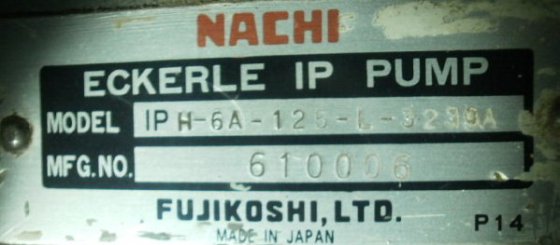 NACHI
ECKERLE IP PUMP
MODEL IPH-6A-125-L-
MFG.NO. 610006
FUJIKOSHI, LTD.
MADE IN JAPAN
P14